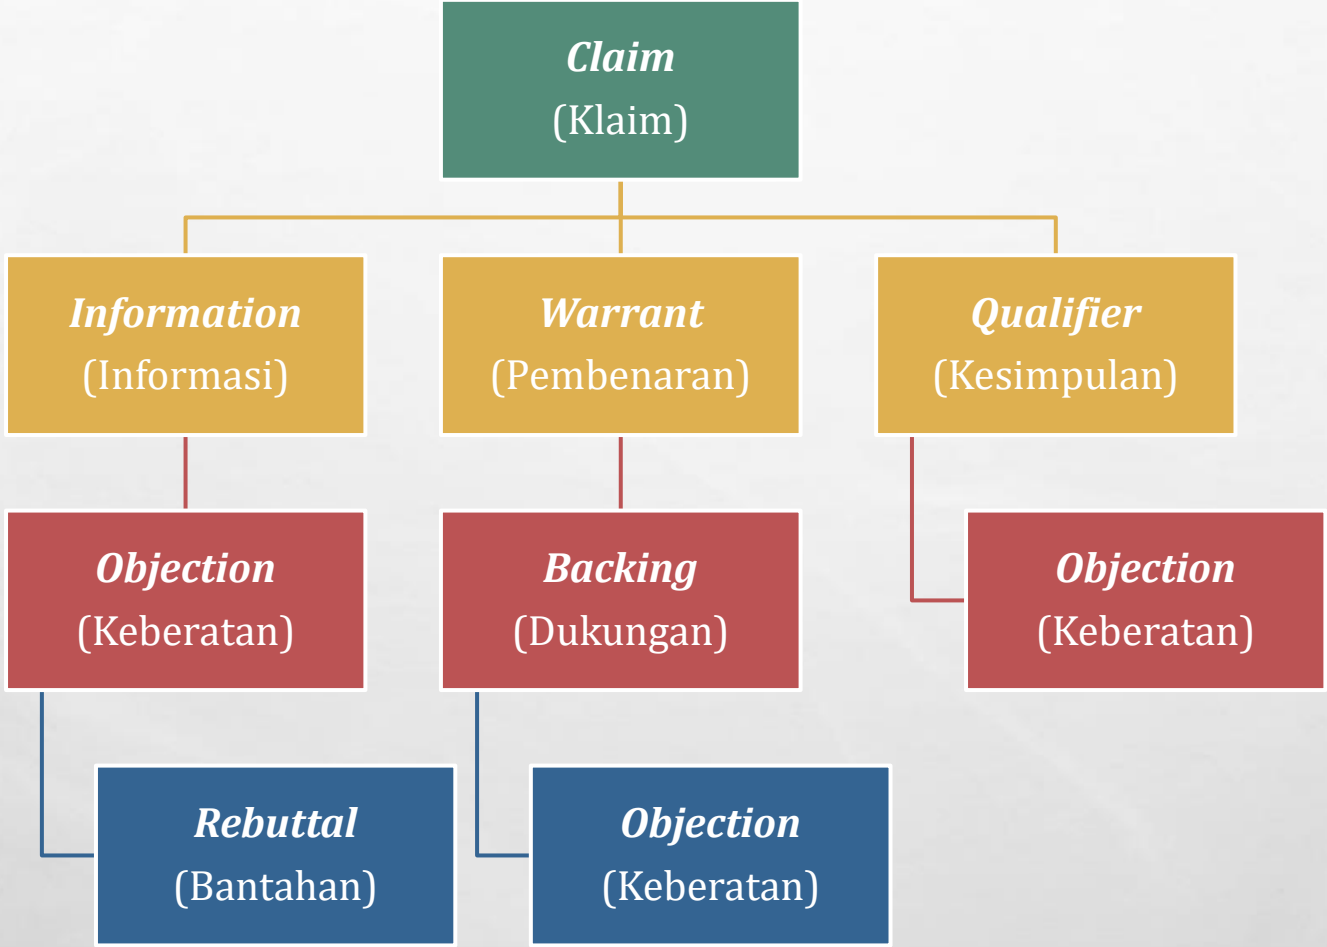 Claim
(Klaim)
Information
(Informasi)
Warrant
(Pembenaran)
Qualifier
(Kesimpulan)
Objection
(Keberatan)
Backing
(Dukungan)
Objection
(Keberatan)
Rebuttal
(Bantahan)
Objection
(Keberatan)